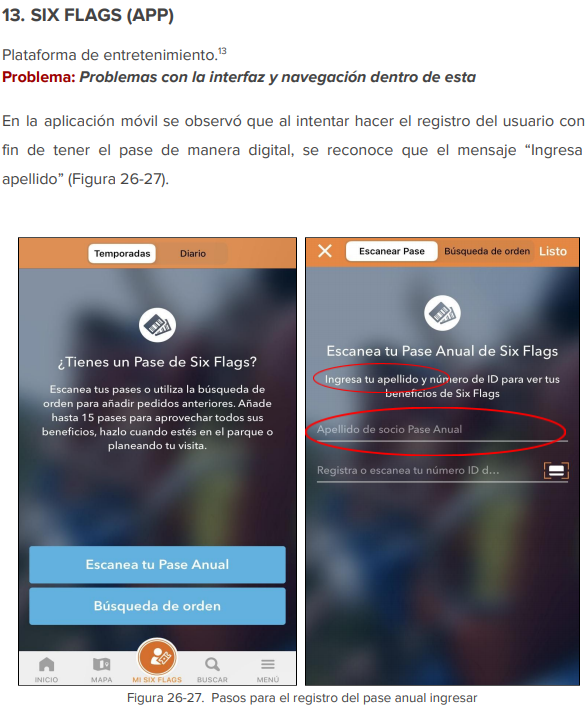 13. SIX FLAGS (APP)
Plataforma de entretenimiento.13
Problema: Problemas con la interfaz y navegación dentro de esta
En la aplicación móvil se observó que al intentar hacer el registro del usuario con
fin de tener el pase de manera digital, se reconoce que el mensaje “Ingresa
apellido” (Figura 26-27).
Temporadas
Diario
¿Tienes un Pase de Six Flags?
Escanea tus pases o utiliza la búsqueda de
orden para añadir pedidos anteriores. Añade
hasta 15 pases para aprovechar todos sus
beneficios, hazlo cuando estés en el parque o
planeando tu visita.
Escanea tu Pase Anual
Búsqueda de orden
INICIO
MAPA
MI SIX FLAGS
BUSCAR
MENÚ
Escanear Pase
Búsqueda de orden
Listo
Escanea tu Pase Anual de Six Flags
Ingresa tu apellido y número de ID para ver tus
beneficios de Six Flags
Apellido de socio Pase Anual
Registra o escanea tu número ID d...
Figura 26-27. Pasos para el registro del pase anual ingresar